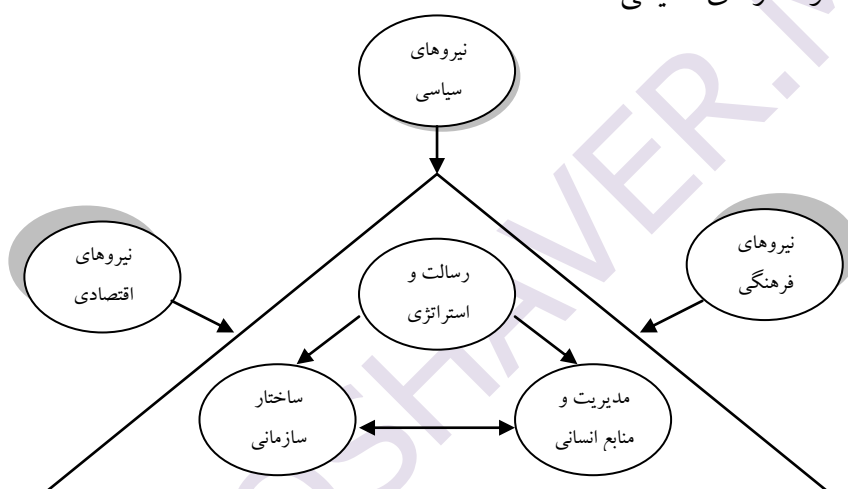 نیروهای
سیاسی
نیروهای
اقتصادی
نیروهای
فرهنگی
رسالت و
استراتژی
ساختار
سازمانی
مدیریت و
منابع انسانی